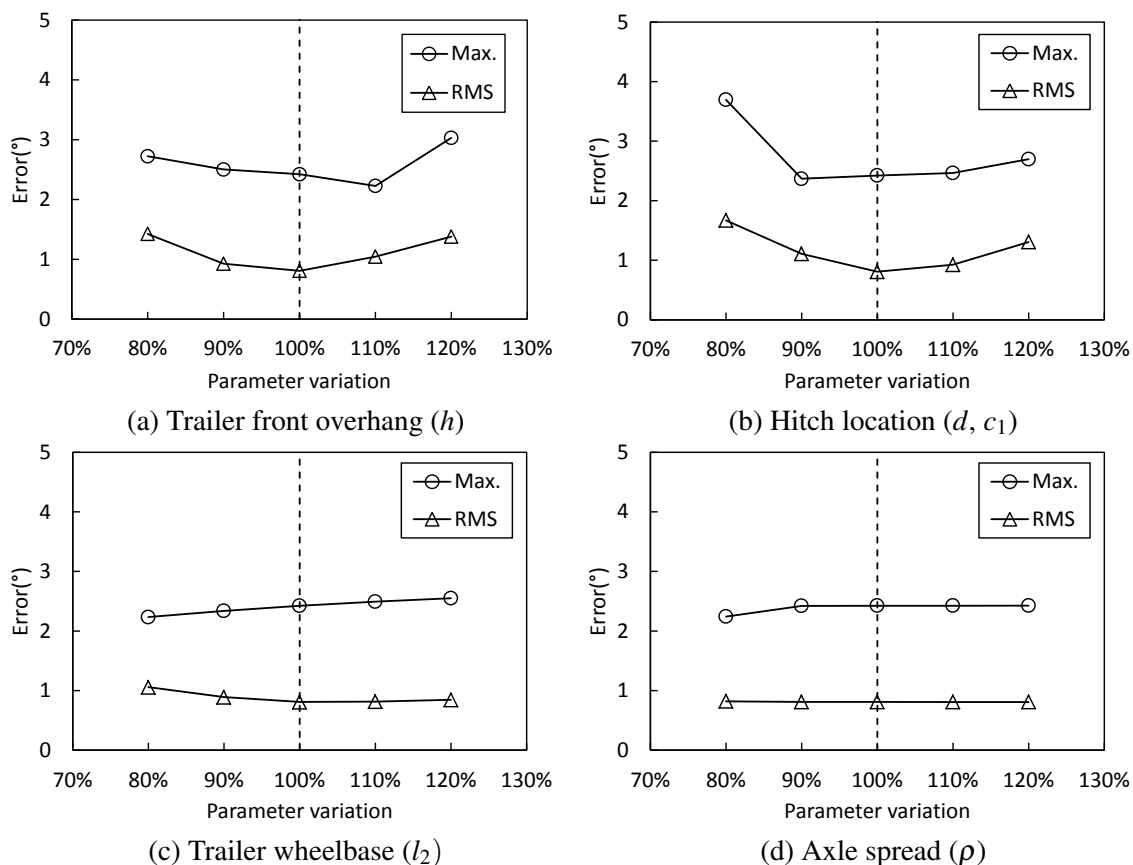 5
4
3
2
1
0
Error(°)
Max.
RMS
70% 80% 90% 100% 110% 120% 130%
Parameter variation
(a) Trailer front overhang (h)
5
4
3
2
1
0
Error(°)
Max.
RMS
70% 80% 90% 100% 110% 120% 130%
Parameter variation
(b) Hitch location (d, c₁)
5
4
3
2
1
0
Error(°)
Max.
RMS
70% 80% 90% 100% 110% 120% 130%
Parameter variation
(c) Trailer wheelbase (l₂)
5
4
3
2
1
0
Error(°)
Max.
RMS
70% 80% 90% 100% 110% 120% 130%
Parameter variation
(d) Axle spread (ρ)